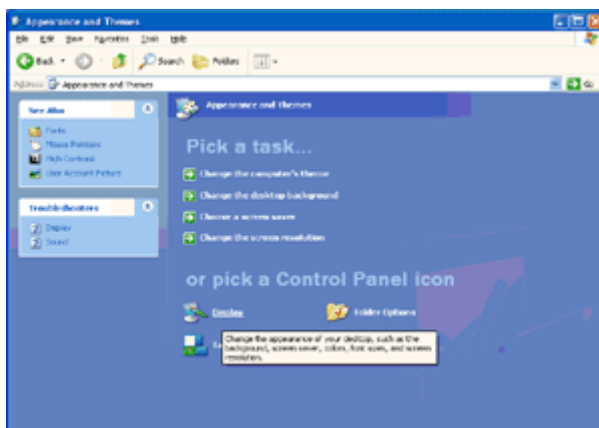 Appearance and Themes
File Edit View Favorites Tools Help
Back Search Folders
Address Appearance and Themes
See Also
Fonts
Mouse Pointers
High Contrast
User Account Picture
Troubleshooters
Display
Sound
Appearance and Themes
Pick a task...
Change the computer's theme
Change the desktop background
Choose a screen saver
Change the screen resolution
or pick a Control Panel icon
Display Folder Options
Change the appearance of your desktop, such as the
background, screen saver, colors, font sizes, and screen
resolution.